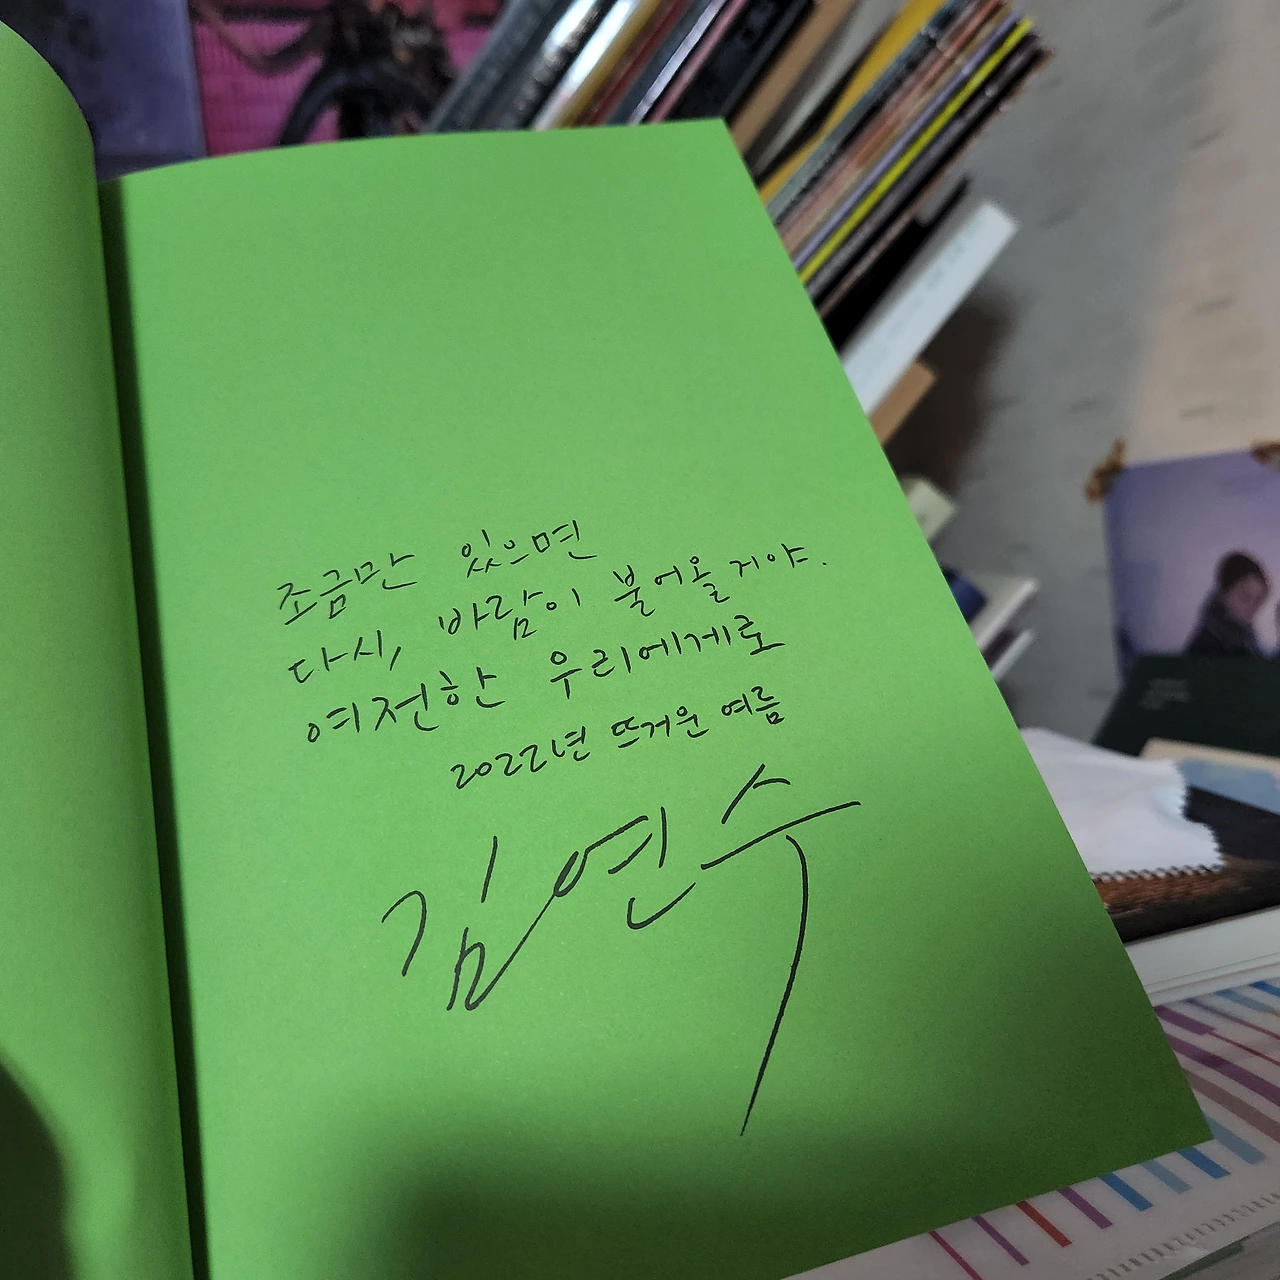 조금만 있으면
다시, 바람이 불어올 거야.
여전한 우리에게로
2022년 뜨거운 여름
김연수